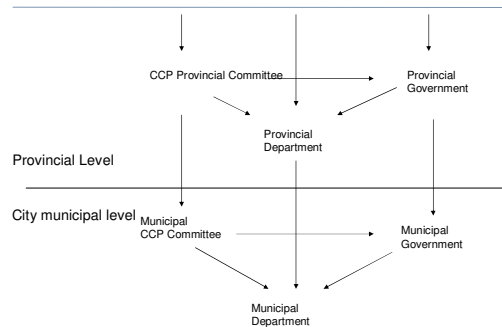 CCP Provincial Committee
Provincial
Government
Provincial
Department
Provincial Level
City municipal level
Municipal
CCP Committee
Municipal
Government
Municipal
Department